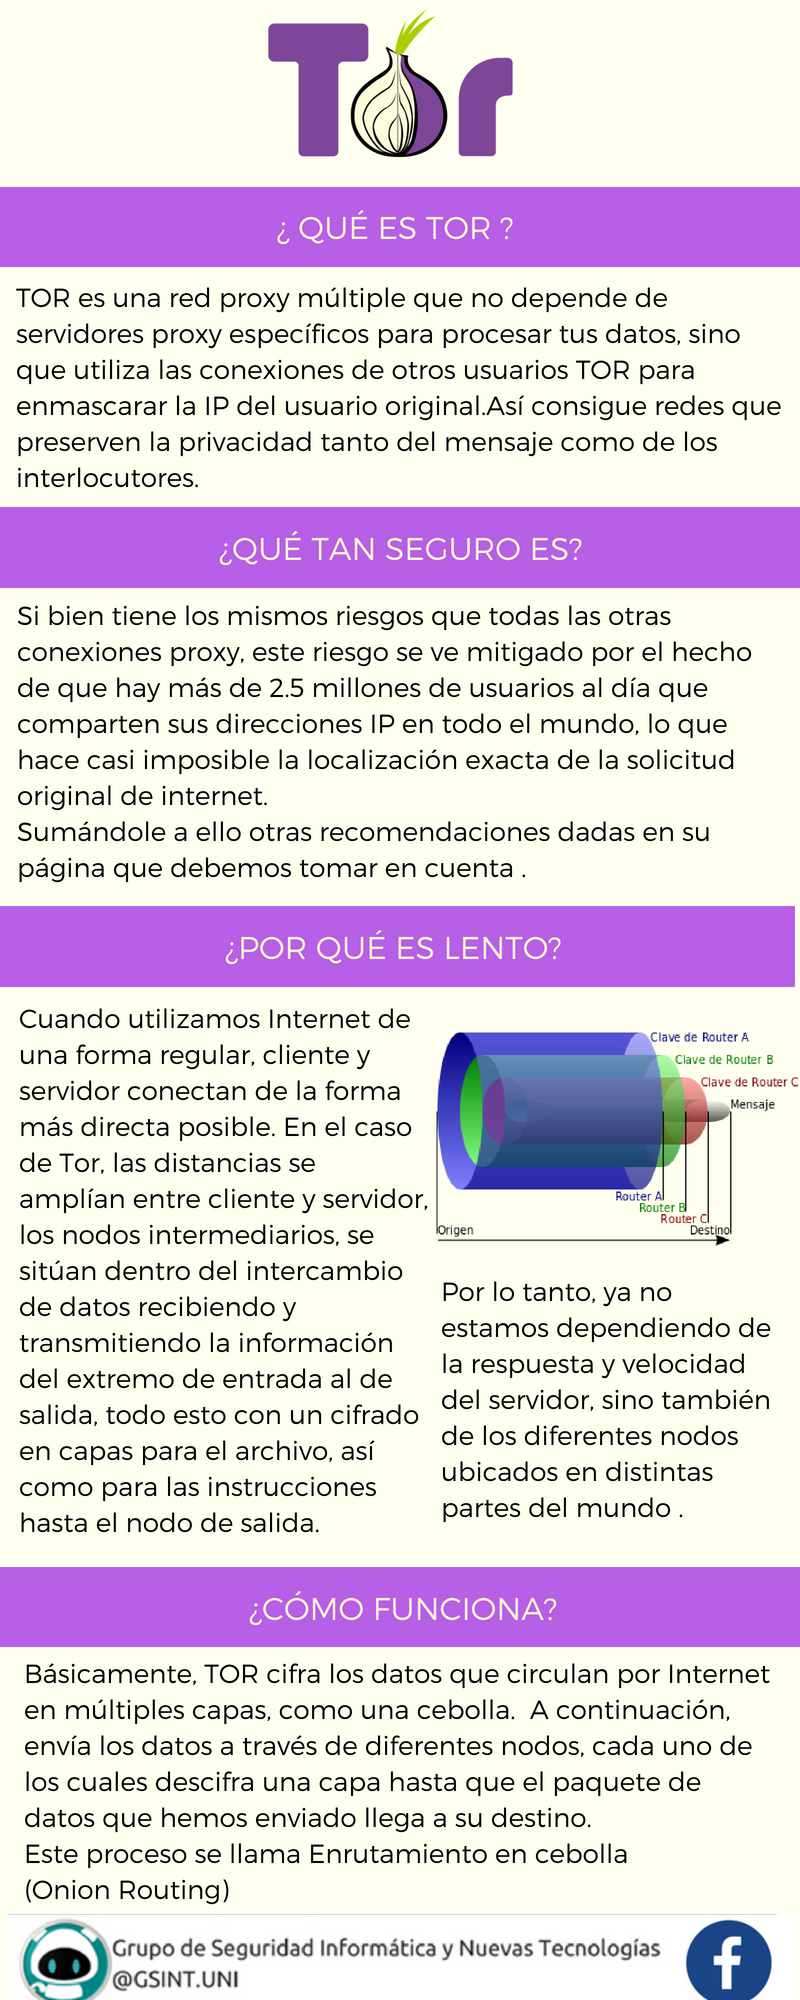 Tor
¿ QUÉ ES TOR ?
TOR es una red proxy múltiple que no depende de
servidores proxy específicos para procesar tus datos, sino
que utiliza las conexiones de otros usuarios TOR para
enmascarar la IP del usuario original.Así consigue redes que
preserven la privacidad tanto del mensaje como de los
interlocutores.
¿QUÉ TAN SEGURO ES?
Si bien tiene los mismos riesgos que todas las otras
conexiones proxy, este riesgo se ve mitigado por el hecho
de que hay más de 2.5 millones de usuarios al día que
comparten sus direcciones IP en todo el mundo, lo que
hace casi imposible la localización exacta de la solicitud
original de internet.
Sumándole a ello otras recomendaciones dadas en su
página que debemos tomar en cuenta .
¿POR QUÉ ES LENTO?
Cuando utilizamos Internet de
una forma regular, cliente y
servidor conectan de la forma
más directa posible. En el caso
de Tor, las distancias se
amplían entre cliente y servidor,
los nodos intermediarios, se
sitúan dentro del intercambio
de datos recibiendo y
transmitiendo la información
del extremo de entrada al de
salida, todo esto con un cifrado
en capas para el archivo, así
como para las instrucciones
hasta el nodo de salida.
Clave de Router A
Clave de Router B
Clave de Router C
Mensaje
Router A
Router B
Router C
Origen
Destino
Por lo tanto, ya no
estamos dependiendo de
la respuesta y velocidad
del servidor, sino también
de los diferentes nodos
ubicados en distintas
partes del mundo .
¿CÓMO FUNCIONA?
Básicamente, TOR cifra los datos que circulan por Internet
en múltiples capas, como una cebolla.  A continuación,
envía los datos a través de diferentes nodos, cada uno de
los cuales descifra una capa hasta que el paquete de
datos que hemos enviado llega a su destino.
Este proceso se llama Enrutamiento en cebolla
(Onion Routing)
Grupo de Seguridad Informática y Nuevas Tecnologías
@GSINT.UNI
f